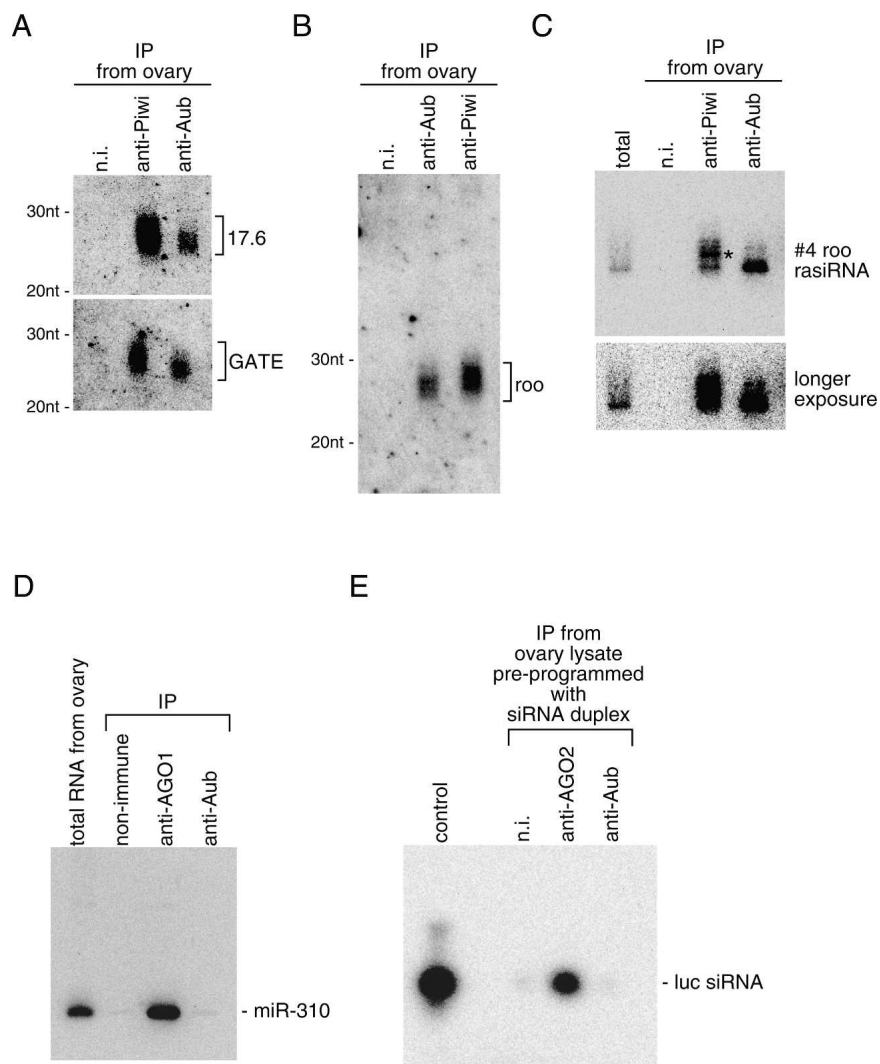 A
IP
from ovary
n.i.
anti-Piwi
anti-Aub
30nt -
17.6
20nt -
30nt -
GATE
20nt -
B
IP
from ovary
n.i.
anti-Aub
anti-Piwi
30nt -
roo
20nt -
C
IP
from ovary
total
n.i.
anti-Piwi
anti-Aub
*
#4 roo
rasiRNA
longer
exposure
D
IP
total RNA from ovary
non-immune
anti-AGO1
anti-Aub
- miR-310
E
IP from
ovary lysate
pre-programmed
with
siRNA duplex
control
n.i.
anti-AGO2
anti-Aub
- luc siRNA